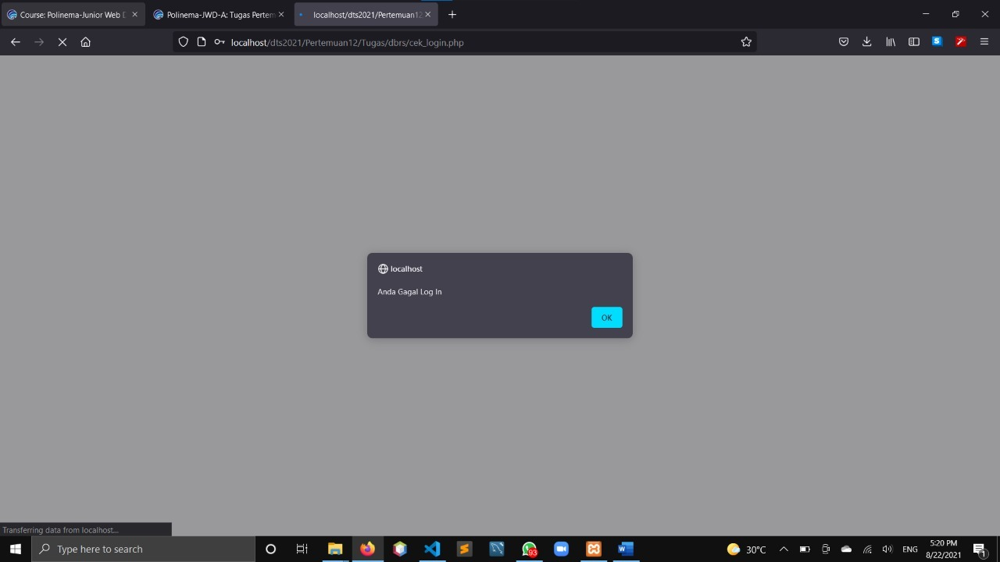 Course: Polinema-Junior Web D
Polinema-JWD-A: Tugas Pertem
localhost/dts2021/Pertemuan12
localhost/dts2021/Pertemuan12/Tugas/dbrs/cek_login.php
localhost
Anda Gagal Log In
OK
Transferring data from localhost...
Type here to search
93
30°C
ENG
5:20 PM
8/22/2021
1